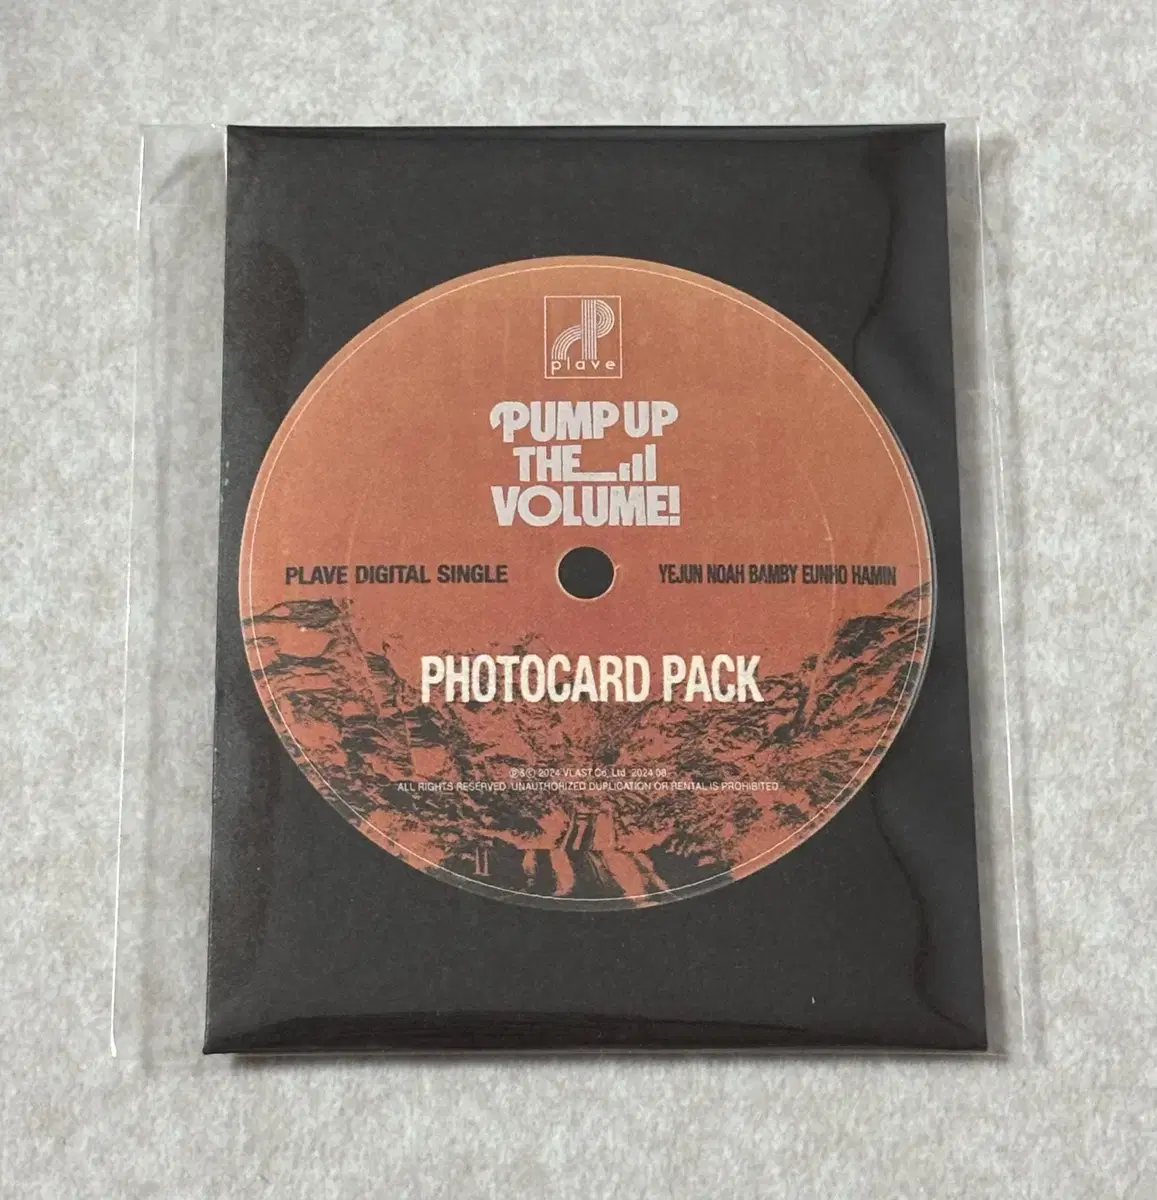 plave
PUMP UP
THE
VOLUME!
PLAVE DIGITAL SINGLE
YEJUN NOAH BAMBY EUNHO HAMIN
PHOTOCARD PACK
℗&© 2024 VLAST Co., Ltd. 2024.08
ALL RIGHTS RESERVED. UNAUTHORIZED DUPLICATION OR RENTAL IS PROHIBITED